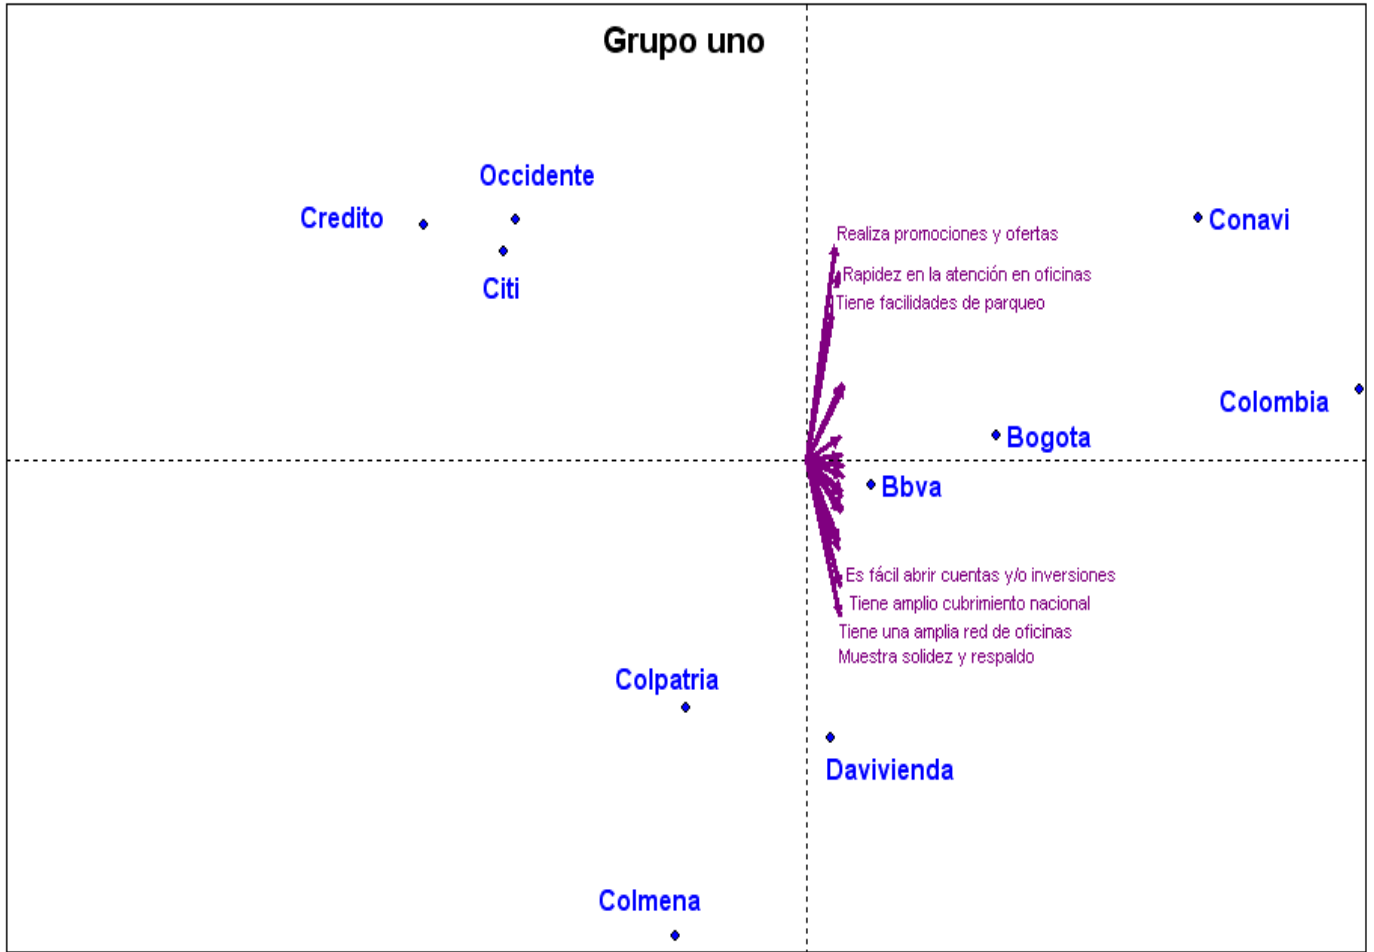 Grupo uno
Occidente
Credito
Citi
Conavi
Realiza promociones y ofertas
Rapidez en la atención en oficinas
Tiene facilidades de parqueo
Colombia
Bogota
Bbva
Es fácil abrir cuentas y/o inversiones
Tiene amplio cubrimiento nacional
Tiene una amplia red de oficinas
Muestra solidez y respaldo
Colpatria
Davivienda
Colmena